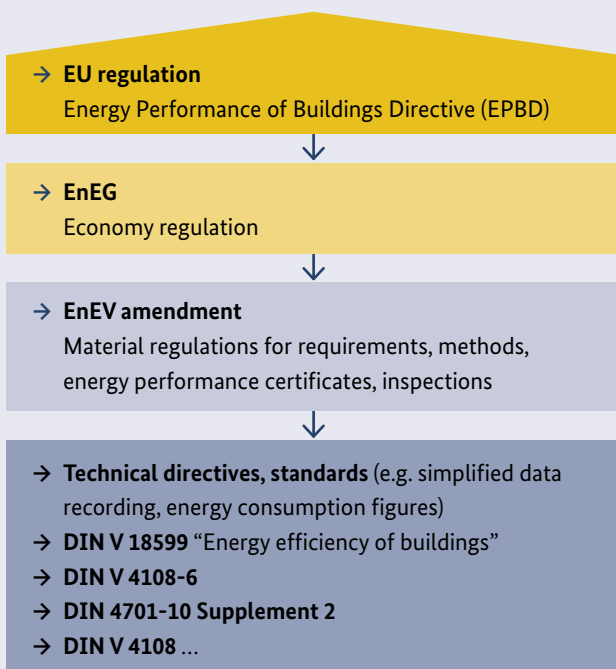 → EU regulation
Energy Performance of Buildings Directive (EPBD)
→ EnEG
Economy regulation
→ EnEV amendment
Material regulations for requirements, methods,
energy performance certificates, inspections
→ Technical directives, standards (e.g. simplified data
recording, energy consumption figures)
→ DIN V 18599 “Energy efficiency of buildings”
→ DIN V 4108-6
→ DIN 4701-10 Supplement 2
→ DIN V 4108 ...